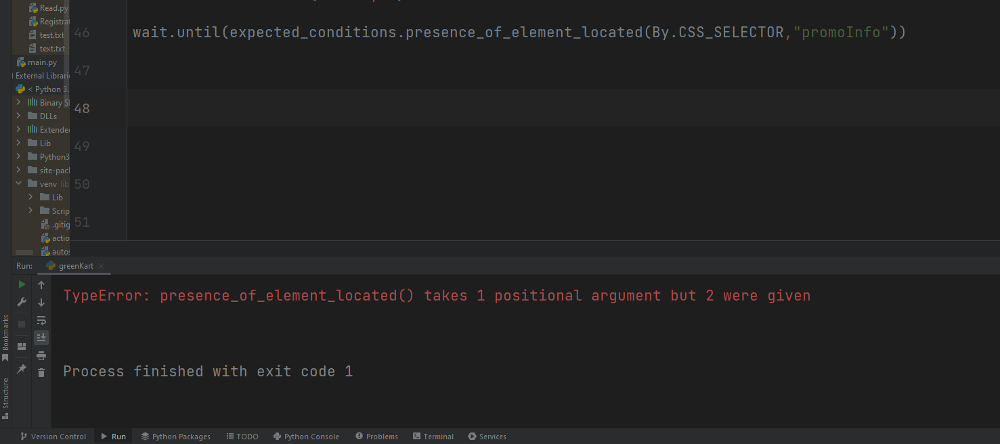 Read.py
Registrat
46 wait.until(expected_conditions.presence_of_element_located(By.CSS_SELECTOR,"promoInfo"))
test.txt
text.txt
main.py
47
External Librari
< Python 3.
Binary S
48
DLLs
Extende
Lib
49
Python3
site-pac
venv lib
50
Lib
Scrip
.gitig
51
actio
autos
Run: greenKart
TypeError: presence_of_element_located() takes 1 positional argument but 2 were given
Bookmarks
Process finished with exit code 1
Structure
Version Control Run Python Packages TODO Python Console Problems Terminal Services